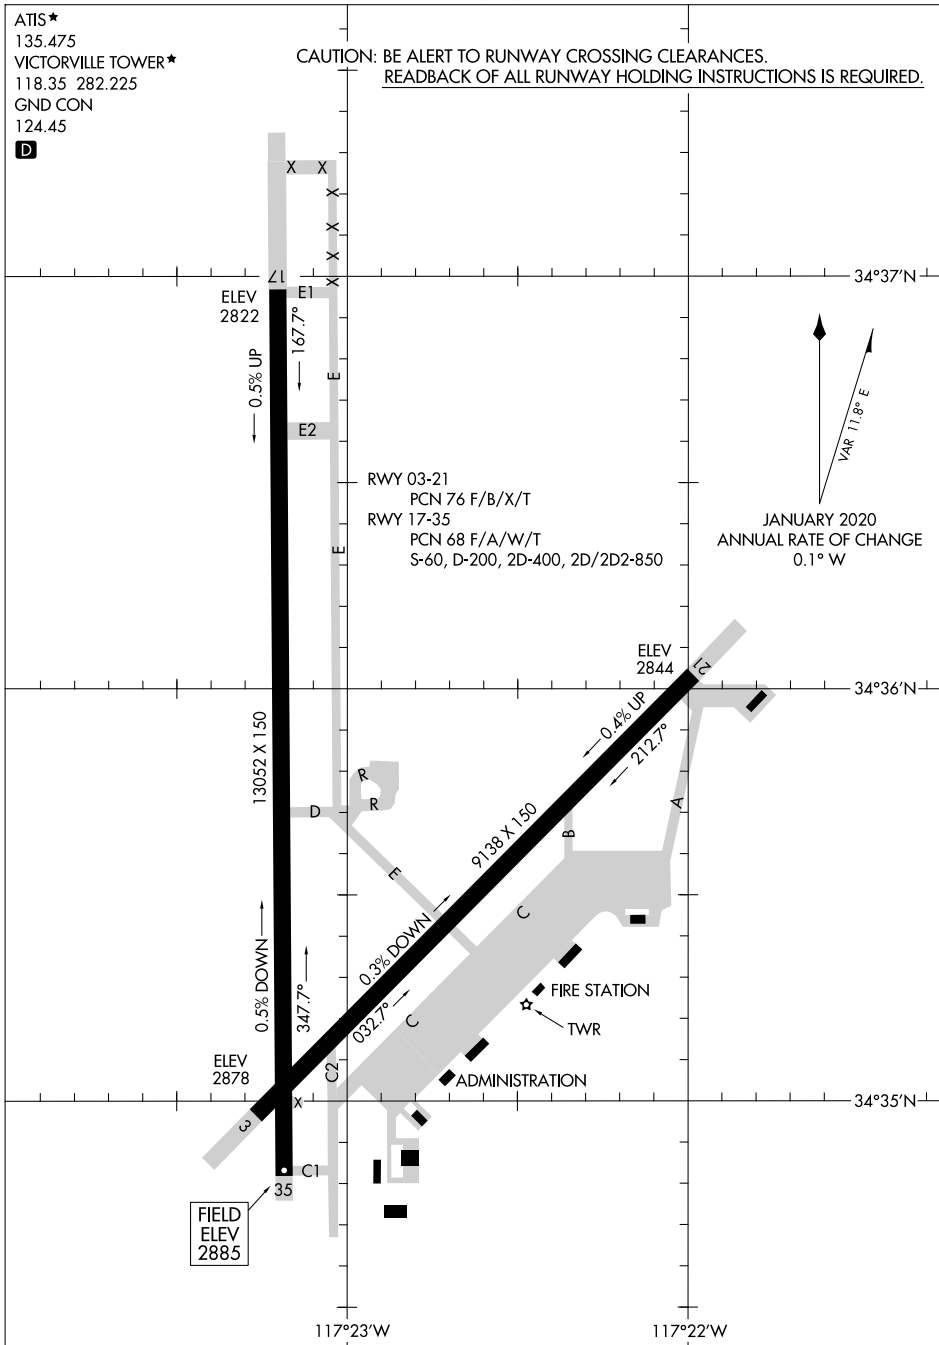 ATIS★
135.475
VICTORVILLE TOWER★
118.35 282.225
GND CON
124.45
D
CAUTION: BE ALERT TO RUNWAY CROSSING CLEARANCES.
READBACK OF ALL RUNWAY HOLDING INSTRUCTIONS IS REQUIRED.
X X
X
X
X
X
17
34°37'N
ELEV
2822
E1
167.7°
0.5% UP
E
E2
VAR 11.8° E
RWY 03-21
PCN 76 F/B/X/T
RWY 17-35
PCN 68 F/A/W/T
S-60, D-200, 2D-400, 2D/2D2-850
JANUARY 2020
ANNUAL RATE OF CHANGE
0.1° W
E
ELEV
2844
21
34°36'N
0.4% UP
212.7°
13052 X 150
R
R
D
A
B
9138 X 150
E
C
0.3% DOWN
032.7°
0.5% DOWN
347.7°
FIRE STATION
TWR
C
ELEV
2878
C2
ADMINISTRATION
X
34°35'N
3
C1
35
FIELD
ELEV
2885
117°23'W
117°22'W